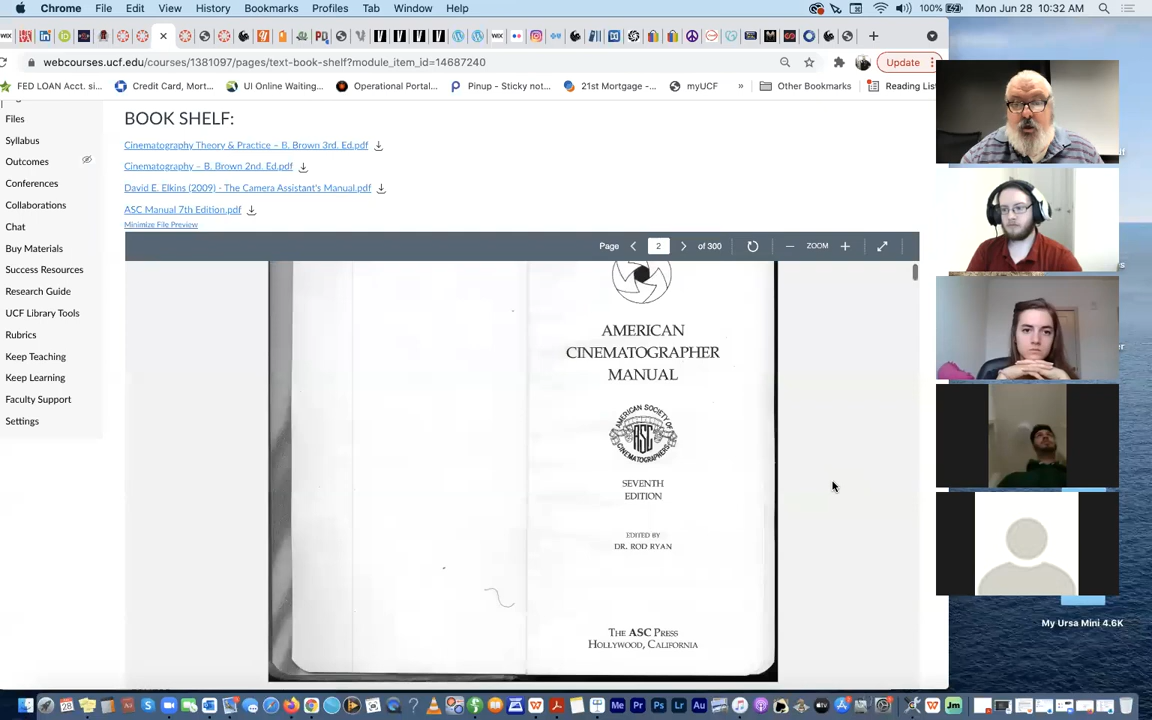 Chrome File Edit View History Bookmarks Profiles Tab Window Help 100% Mon Jun 28 10:32 AM
webcourses.ucf.edu/courses/1381097/pages/text-book-shelf?module_item_id=14687240 Update
FED LOAN Acct. si... Credit Card, Mort... UI Online Waiting... Operational Portal... Pinup - Sticky not... 21st Mortgage -... myUCF » Other Bookmarks Reading List
Files
Syllabus
Outcomes
Conferences
Collaborations
Chat
Buy Materials
Success Resources
Research Guide
UCF Library Tools
Rubrics
Keep Teaching
Keep Learning
Faculty Support
Settings
BOOK SHELF:
Cinematography Theory & Practice – B. Brown 3rd. Ed.pdf
Cinematography – B. Brown 2nd. Ed.pdf
David E. Elkins (2009) - The Camera Assistant's Manual.pdf
ASC Manual 7th Edition.pdf
Minimize File Preview
Page 2 of 300 ZOOM
AMERICAN
CINEMATOGRAPHER
MANUAL
AMERICAN SOCIETY OF CINEMATOGRAPHERS
ASC
SEVENTH
EDITION
EDITED BY
DR. ROD RYAN
THE ASC PRESS
HOLLYWOOD, CALIFORNIA
My Ursa Mini 4.6K